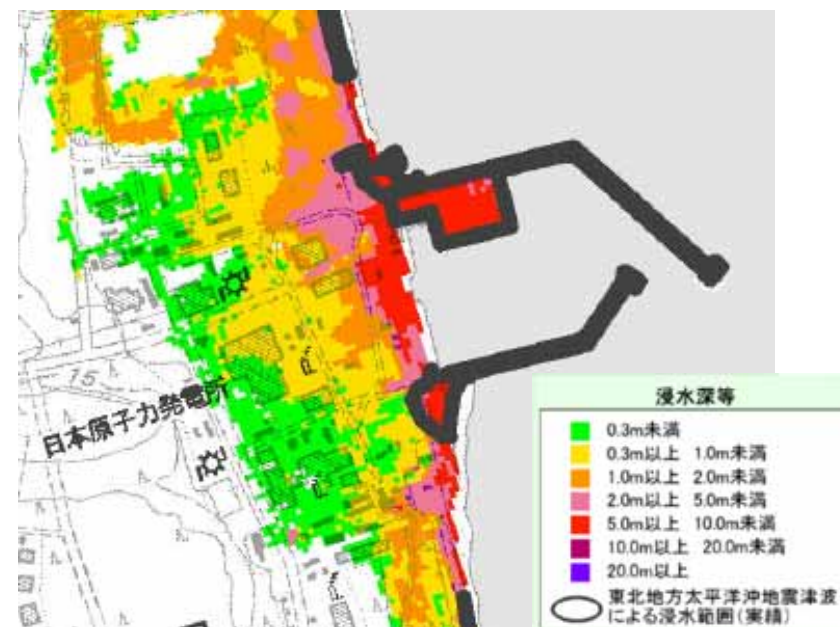 15
日本原子力発電所
浸水深等
0.3m未満
0.3m以上 1.0m未満
1.0m以上 2.0m未満
2.0m以上 5.0m未満
5.0m以上 10.0m未満
10.0m以上 20.0m未満
20.0m以上
東北地方太平洋沖地震津波
による浸水範囲(実績)